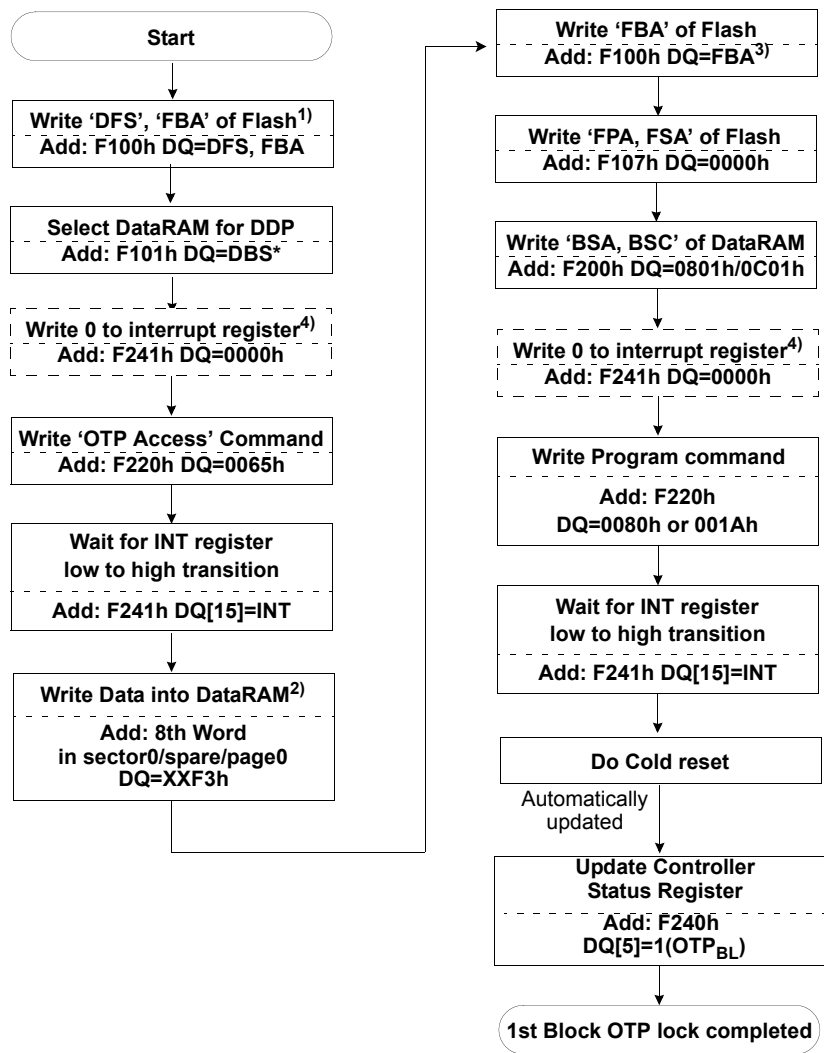 Start
Write ‘DFS’, ‘FBA’ of Flash1)
Add: F100h DQ=DFS, FBA
Select DataRAM for DDP
Add: F101h DQ=DBS*
Write 0 to interrupt register4)
Add: F241h DQ=0000h
Write ‘OTP Access’ Command
Add: F220h DQ=0065h
Wait for INT register
low to high transition
Add: F241h DQ[15]=INT
Write Data into DataRAM2)
Add: 8th Word
in sector0/spare/page0
DQ=XXF3h
Write ‘FBA’ of Flash
Add: F100h DQ=FBA3)
Write ‘FPA, FSA’ of Flash
Add: F107h DQ=0000h
Write ‘BSA, BSC’ of DataRAM
Add: F200h DQ=0801h/0C01h
Write 0 to interrupt register4)
Add: F241h DQ=0000h
Write Program command
Add: F220h
DQ=0080h or 001Ah
Wait for INT register
low to high transition
Add: F241h DQ[15]=INT
Do Cold reset
Automatically
updated
Update Controller
Status Register
Add: F240h
DQ[5]=1(OTPBL)
1st Block OTP lock completed